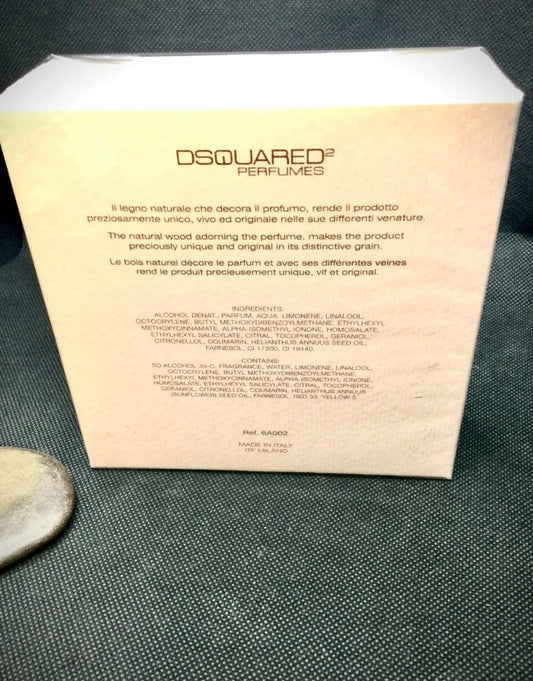 DSQUARED²
PERFUMES
Il legno naturale che decora il profumo, rende il prodotto
preziosamente unico, vivo ed originale nelle sue differenti venature.
The natural wood adorning the perfume, makes the product
preciously unique and original in its distinctive grain.
Le bois naturel décore le parfum et avec ses différentes veines
rend le produit précieusement unique, vif et original.
INGREDIENTS:
ALCOHOL DENAT., PARFUM, AQUA, LIMONENE, LINALOOL,
OCTOCRYLENE, BUTYL METHOXYDIBENZOYLMETHANE, ETHYLHEXYL
METHOXYCINNAMATE, ALPHA-ISOMETHYL IONONE, HOMOSALATE,
ETHYLHEXYL SALICYLATE, CITRAL, TOCOPHEROL, GERANIOL,
CITRONELLOL, COUMARIN, HELIANTHUS ANNUUS SEED OIL,
FARNESOL, CI 17200, CI 19140.
CONTAINS:
SD ALCOHOL 39-C, FRAGRANCE, WATER, LIMONENE, LINALOOL,
OCTOCRYLENE, BUTYL METHOXYDIBENZOYLMETHANE,
ETHYLHEXYL METHOXYCINNAMATE, ALPHA-ISOMETHYL IONONE,
HOMOSALATE, ETHYLHEXYL SALICYLATE, CITRAL, TOCOPHEROL,
GERANIOL, CITRONELLOL, COUMARIN, HELIANTHUS ANNUUS
(SUNFLOWER) SEED OIL, FARNESOL, RED 33, YELLOW 5
Ref. 6A062
MADE IN ITALY
ITF MILANO